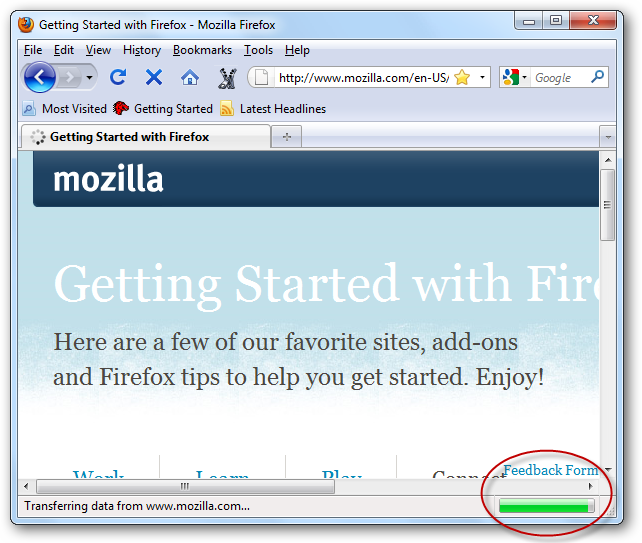 Getting Started with Firefox - Mozilla Firefox
File Edit View History Bookmarks Tools Help
http://www.mozilla.com/en-US/ Google
Most Visited Getting Started Latest Headlines
Getting Started with Firefox
mozilla
Getting Started with Fire
Here are a few of our favorite sites, add-ons
and Firefox tips to help you get started. Enjoy!
Work Learn Play Connect Feedback Form
Transferring data from www.mozilla.com...